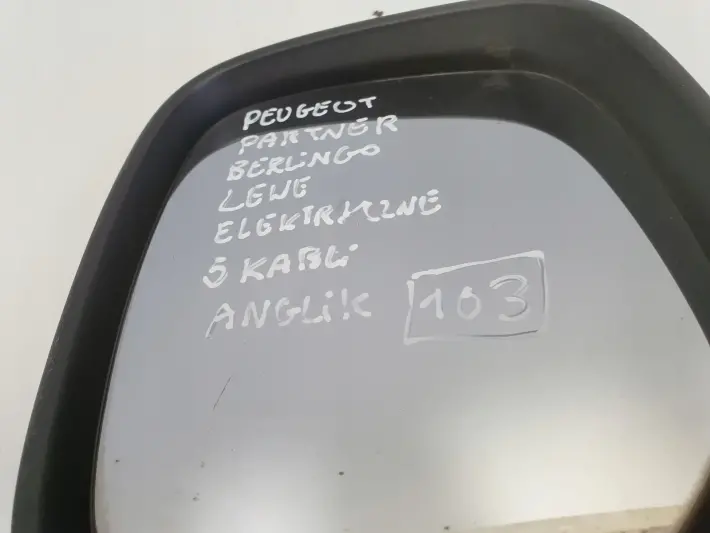 PEUGEOT
PARTNER
BERLINGO
LEWE
ELEKTRYCZNE
5 KABLI
ANGLIK 103